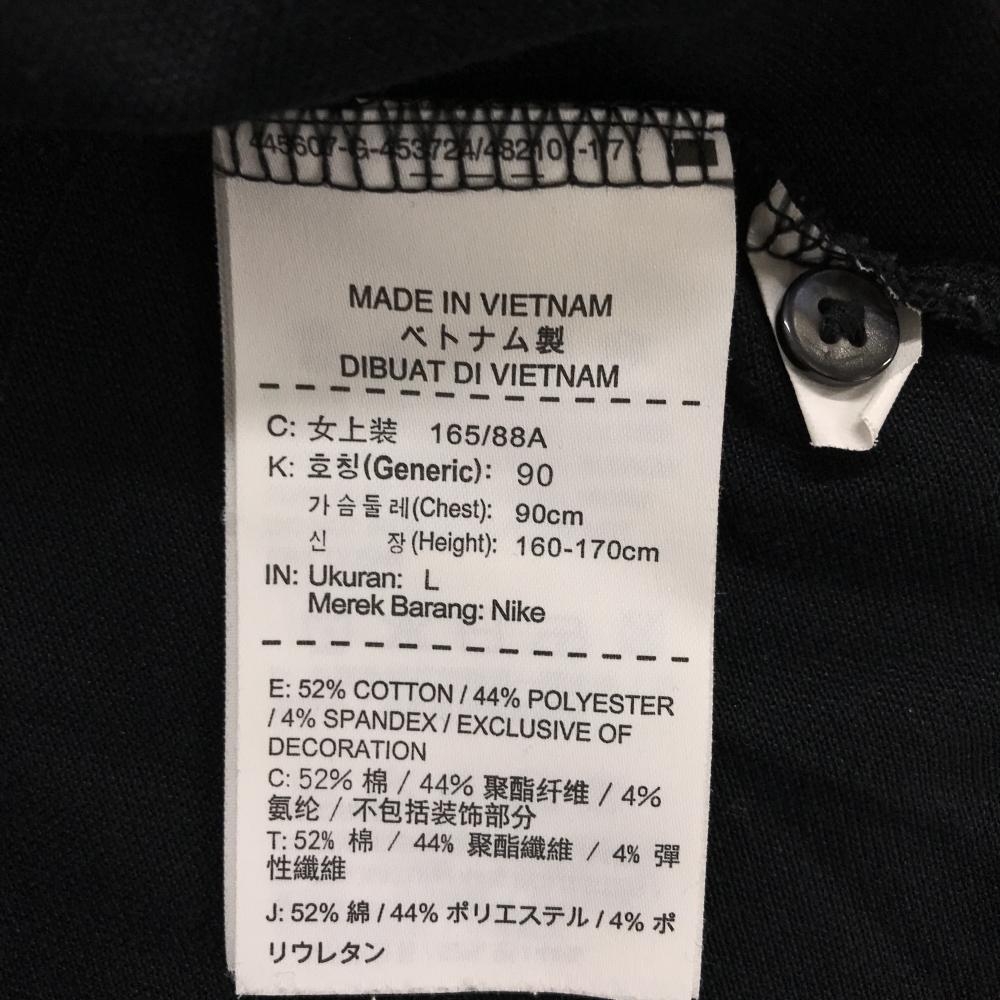 MADE IN VIETNAM
ベトナム製
DIBUAT DI VIETNAM
C: 女上装 165/88A
K: 호칭(Generic): 90
가슴둘레(Chest): 90cm
신 장(Height): 160-170cm
IN: Ukuran: L
Merek Barang: Nike
E: 52% COTTON / 44% POLYESTER
/ 4% SPANDEX / EXCLUSIVE OF
DECORATION
C: 52% 棉 / 44% 聚酯纤维 / 4%
氨纶 / 不包括装饰部分
T: 52% 棉 / 44% 聚酯纖維 / 4% 彈
性纖維
J: 52% 綿 / 44% ポリエステル / 4% ポ
リウレタン